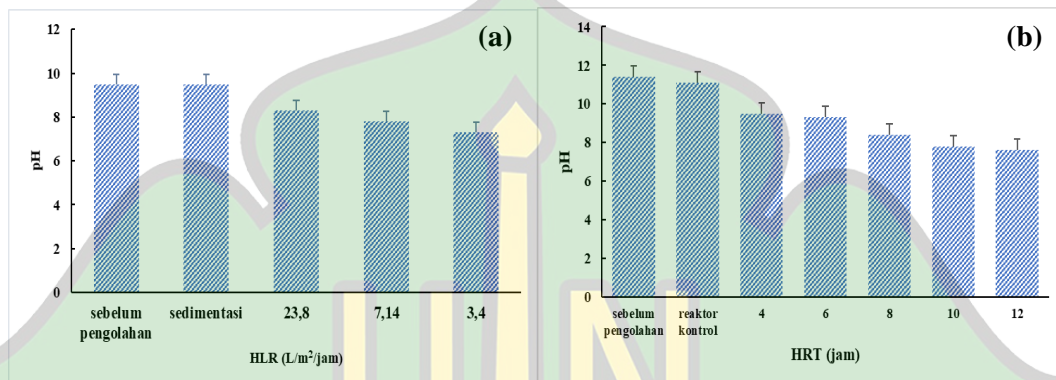 (a)
12
10
8
6
4
2
0
pH
sebelum pengolahan
sedimentasi
23,8
7,14
3,4
HLR (L/m²/jam)
(b)
14
12
10
8
6
4
2
0
pH
sebelum pengolahan
reaktor kontrol
4
6
8
10
12
HRT (jam)
UIN